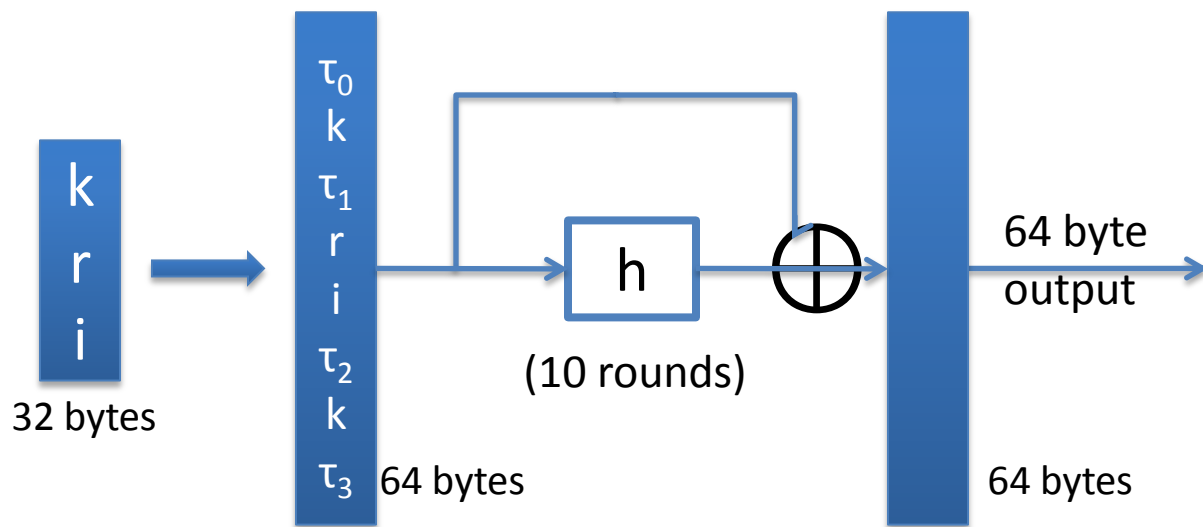 k
r
i
32 bytes
τ₀
k
τ₁
r
i
τ₂
k
τ₃
64 bytes
h
(10 rounds)
64 byte
output
64 bytes